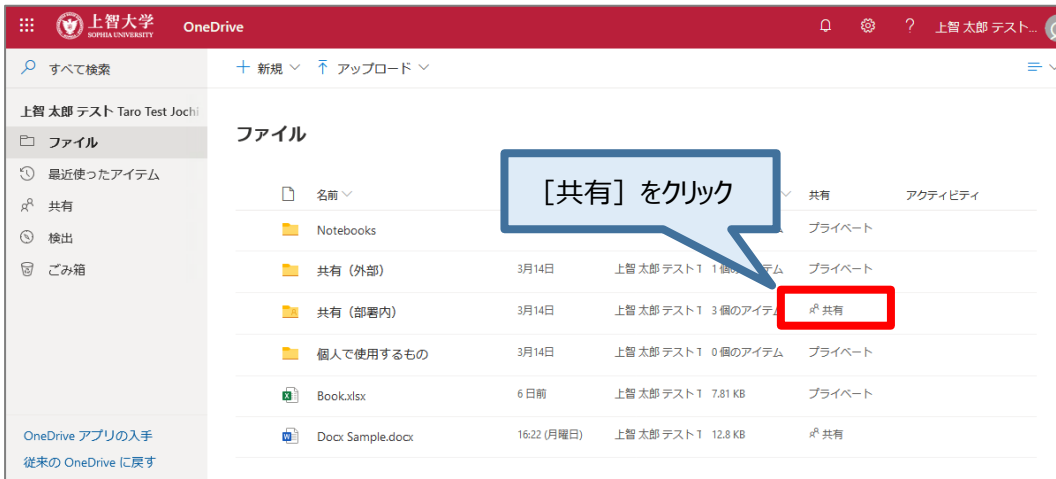 上智大学 OneDrive ? 上智 太郎 テスト...
SOPHIA UNIVERSITY
すべて検索 + 新規 アップロード
上智 太郎 テスト Taro Test Jochi
ファイル
ファイル
最近使ったアイテム
共有
検出
ごみ箱
[共有] をクリック
名前 共有 アクティビティ
Notebooks プライベート
共有（外部） 3月14日 上智 太郎 テスト T 1 個の テム プライベート
共有（部署内） 3月14日 上智 太郎 テスト T 3 個のアイテム 共有
個人で使用するもの 3月14日 上智 太郎 テスト T 0 個のアイテム プライベート
Book.xlsx 6 日前 上智 太郎 テスト T 7.81 KB プライベート
Docx Sample.docx 16:22 (月曜日) 上智 太郎 テスト T 12.8 KB 共有
OneDrive アプリの入手
従来の OneDrive に戻す